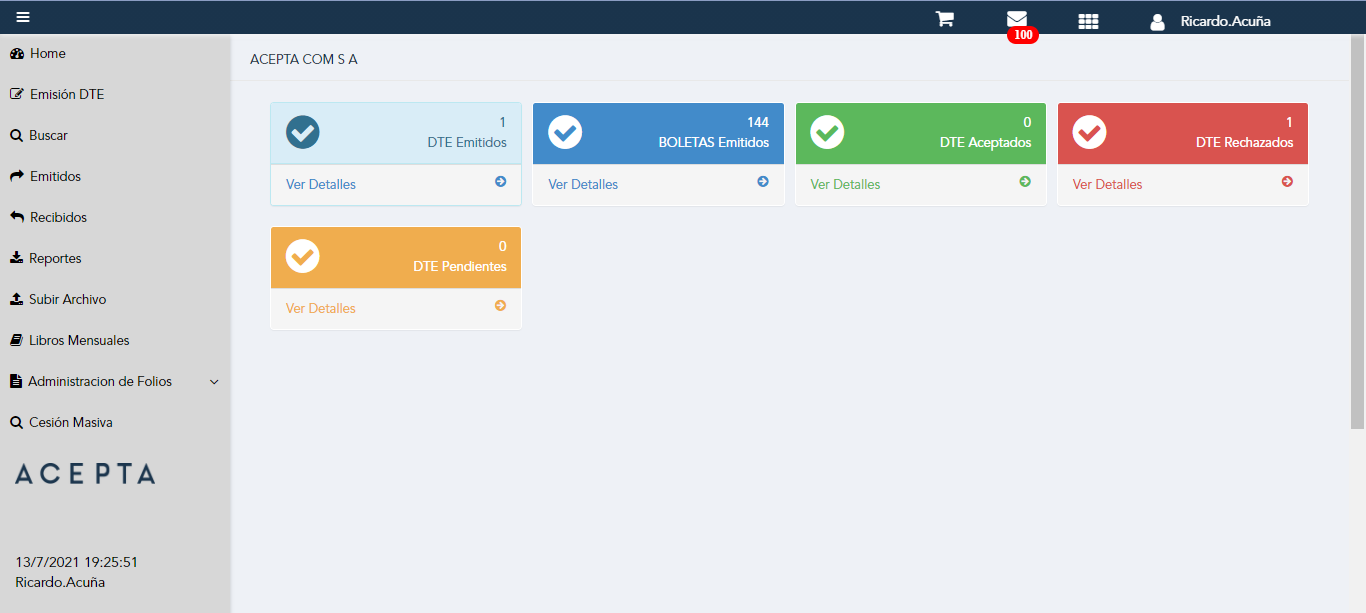 Ricardo.Acuña
100
Home
Emisión DTE
Buscar
Emitidos
Recibidos
Reportes
Subir Archivo
Libros Mensuales
Administracion de Folios
Cesión Masiva
ACEPTA
13/7/2021 19:25:51
Ricardo.Acuña
ACEPTA COM S A
1
DTE Emitidos
Ver Detalles
144
BOLETAS Emitidos
Ver Detalles
0
DTE Aceptados
Ver Detalles
1
DTE Rechazados
Ver Detalles
0
DTE Pendientes
Ver Detalles